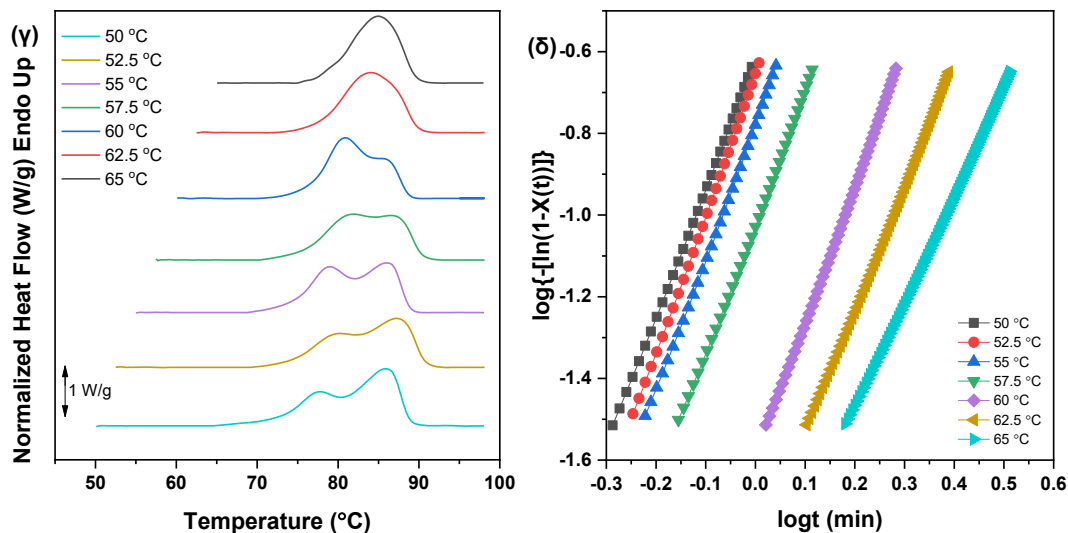 (γ)
50 °C
52.5 °C
55 °C
57.5 °C
60 °C
62.5 °C
65 °C
Normalized Heat Flow (W/g) Endo Up
1 W/g
50 60 70 80 90 100
Temperature (°C)
(δ)
log{-[ln(1-X(t))]}
-0.6
-0.8
-1.0
-1.2
-1.4
-1.6
50 °C
52.5 °C
55 °C
57.5 °C
60 °C
62.5 °C
65 °C
-0.3 -0.2 -0.1 0.0 0.1 0.2 0.3 0.4 0.5 0.6
logt (min)